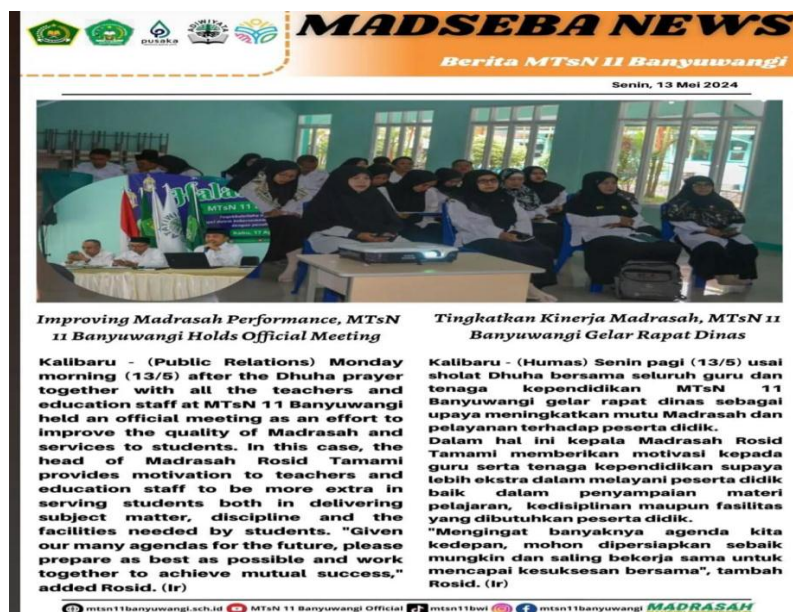 pusaka
ADIWIYATA
MADSEBA NEWS
Berita MTsN 11 Banyuwangi
Senin, 13 Mei 2024
MTsN 11
Improving Madrasah Performance, MTsN
11 Banyuwangi Holds Official Meeting
Kalibaru - (Public Relations) Monday
morning (13/5) after the Dhuha prayer
together with all the teachers and
education staff at MTsN 11 Banyuwangi
held an official meeting as an effort to
improve the quality of Madrasah and
services to students. In this case, the
head of Madrasah Rosid Tamami
provides motivation to teachers and
education staff to be more extra in
serving students both in delivering
subject matter, discipline and the
facilities needed by students. "Given
our many agendas for the future, please
prepare as best as possible and work
together to achieve mutual success,"
added Rosid. (Ir)
Tingkatkan Kinerja Madrasah, MTsN 11
Banyuwangi Gelar Rapat Dinas
Kalibaru - (Humas) Senin pagi (13/5) usai
sholat Dhuha bersama seluruh guru dan
tenaga kependidikan MTsN 11
Banyuwangi gelar rapat dinas sebagai
upaya meningkatkan mutu Madrasah dan
pelayanan terhadap peserta didik.
Dalam hal ini kepala Madrasah Rosid
Tamami memberikan motivasi kepada
guru serta tenaga kependidikan supaya
lebih ekstra dalam melayani peserta didik
baik dalam penyampaian materi
pelajaran, kedisiplinan maupun fasilitas
yang dibutuhkan peserta didik.
"Mengingat banyaknya agenda kita
kedepan, mohon dipersiapkan sebaik
mungkin dan saling bekerja sama untuk
mencapai kesuksesan bersama", tambah
Rosid. (Ir)
mtsn11banyuwangi.sch.id MTsN 11 Banyuwangi Official mtsn11bwi mtsn11banyuwangi MADRASAH